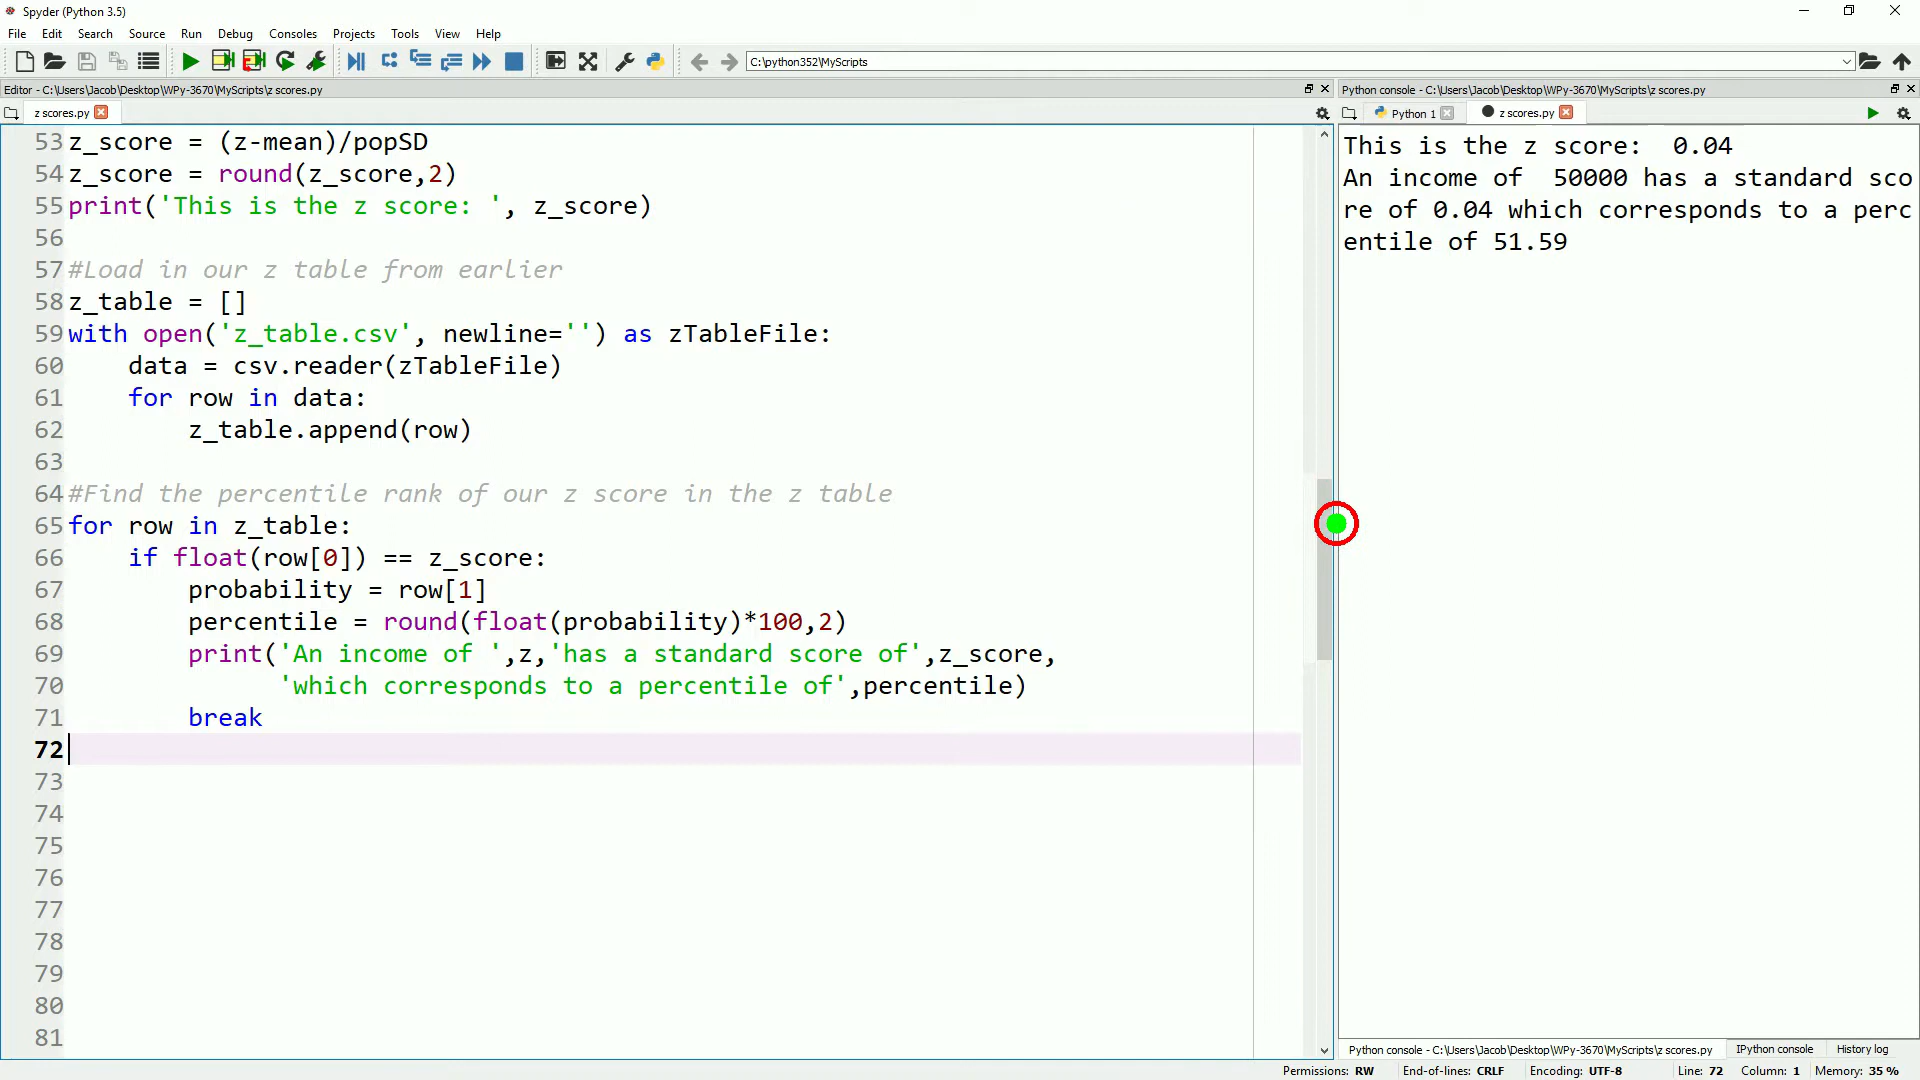 Spyder (Python 3.5)
File Edit Search Source Run Debug Consoles Projects Tools View Help
C:\python352\MyScripts
Editor - C:\Users\Jacob\Desktop\WPy-3670\MyScripts\z scores.py
z scores.py
53 z_score = (z-mean)/popSD
54 z_score = round(z_score,2)
55 print('This is the z score: ', z_score)
56
57 #Load in our z table from earlier
58 z_table = []
59 with open('z_table.csv', newline='') as zTableFile:
60     data = csv.reader(zTableFile)
61     for row in data:
62         z_table.append(row)
63
64 #Find the percentile rank of our z score in the z table
65 for row in z_table:
66     if float(row[0]) == z_score:
67         probability = row[1]
68         percentile = round(float(probability)*100,2)
69         print('An income of ',z,'has a standard score of',z_score,
70               'which corresponds to a percentile of',percentile)
71         break
72
73
74
75
76
77
78
79
80
81
Python console - C:\Users\Jacob\Desktop\WPy-3670\MyScripts\z scores.py
Python 1 z scores.py
This is the z score:  0.04
An income of  50000 has a standard sco
re of 0.04 which corresponds to a perc
entile of 51.59
Python console - C:\Users\Jacob\Desktop\WPy-3670\MyScripts\z scores.py IPython console History log
Permissions: RW End-of-lines: CRLF Encoding: UTF-8 Line: 72 Column: 1 Memory: 35 %